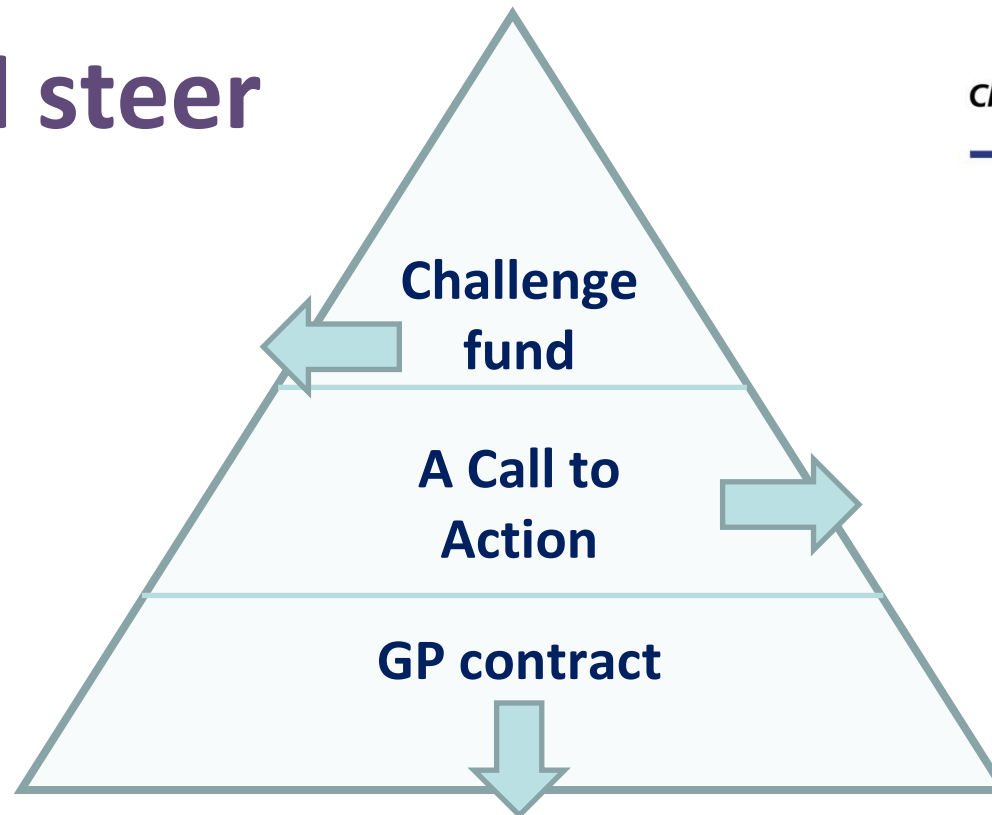 steer
Challenge
fund
A Call to
Action
GP contract